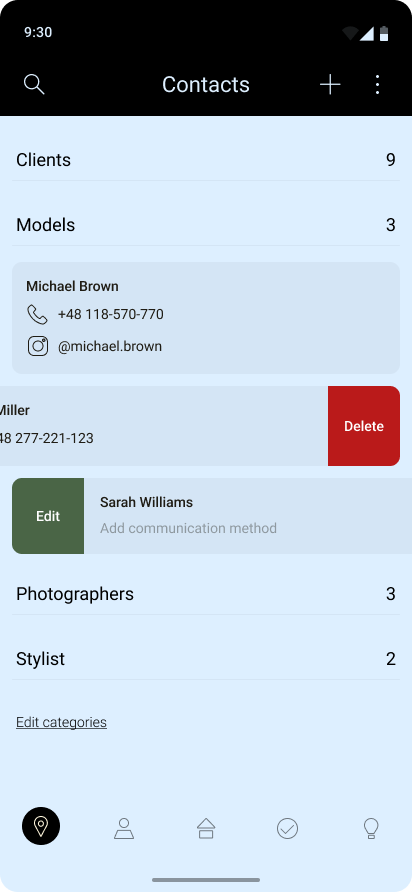 9:30
Contacts
Clients 9
Models 3
Michael Brown
+48 118-570-770
@michael.brown
Miller
48 277-221-123
Delete
Edit
Sarah Williams
Add communication method
Photographers 3
Stylist 2
Edit categories